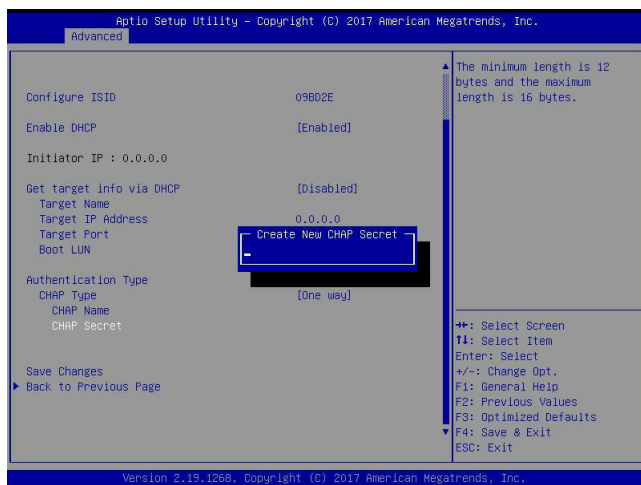 Aptio Setup Utility – Copyright (C) 2017 American Megatrends, Inc.
Advanced
Configure ISID 09BD2E
Enable DHCP [Enabled]
Initiator IP : 0.0.0.0
Get target info via DHCP [Disabled]
Target Name
Target IP Address 0.0.0.0
Target Port
Boot LUN
Authentication Type
CHAP Type [One way]
CHAP Name
CHAP Secret
Save Changes
Back to Previous Page
Create New CHAP Secret
The minimum length is 12
bytes and the maximum
length is 16 bytes.
→←: Select Screen
↑↓: Select Item
Enter: Select
+/-: Change Opt.
F1: General Help
F2: Previous Values
F3: Optimized Defaults
F4: Save & Exit
ESC: Exit
Version 2.19.1268. Copyright (C) 2017 American Megatrends, Inc.